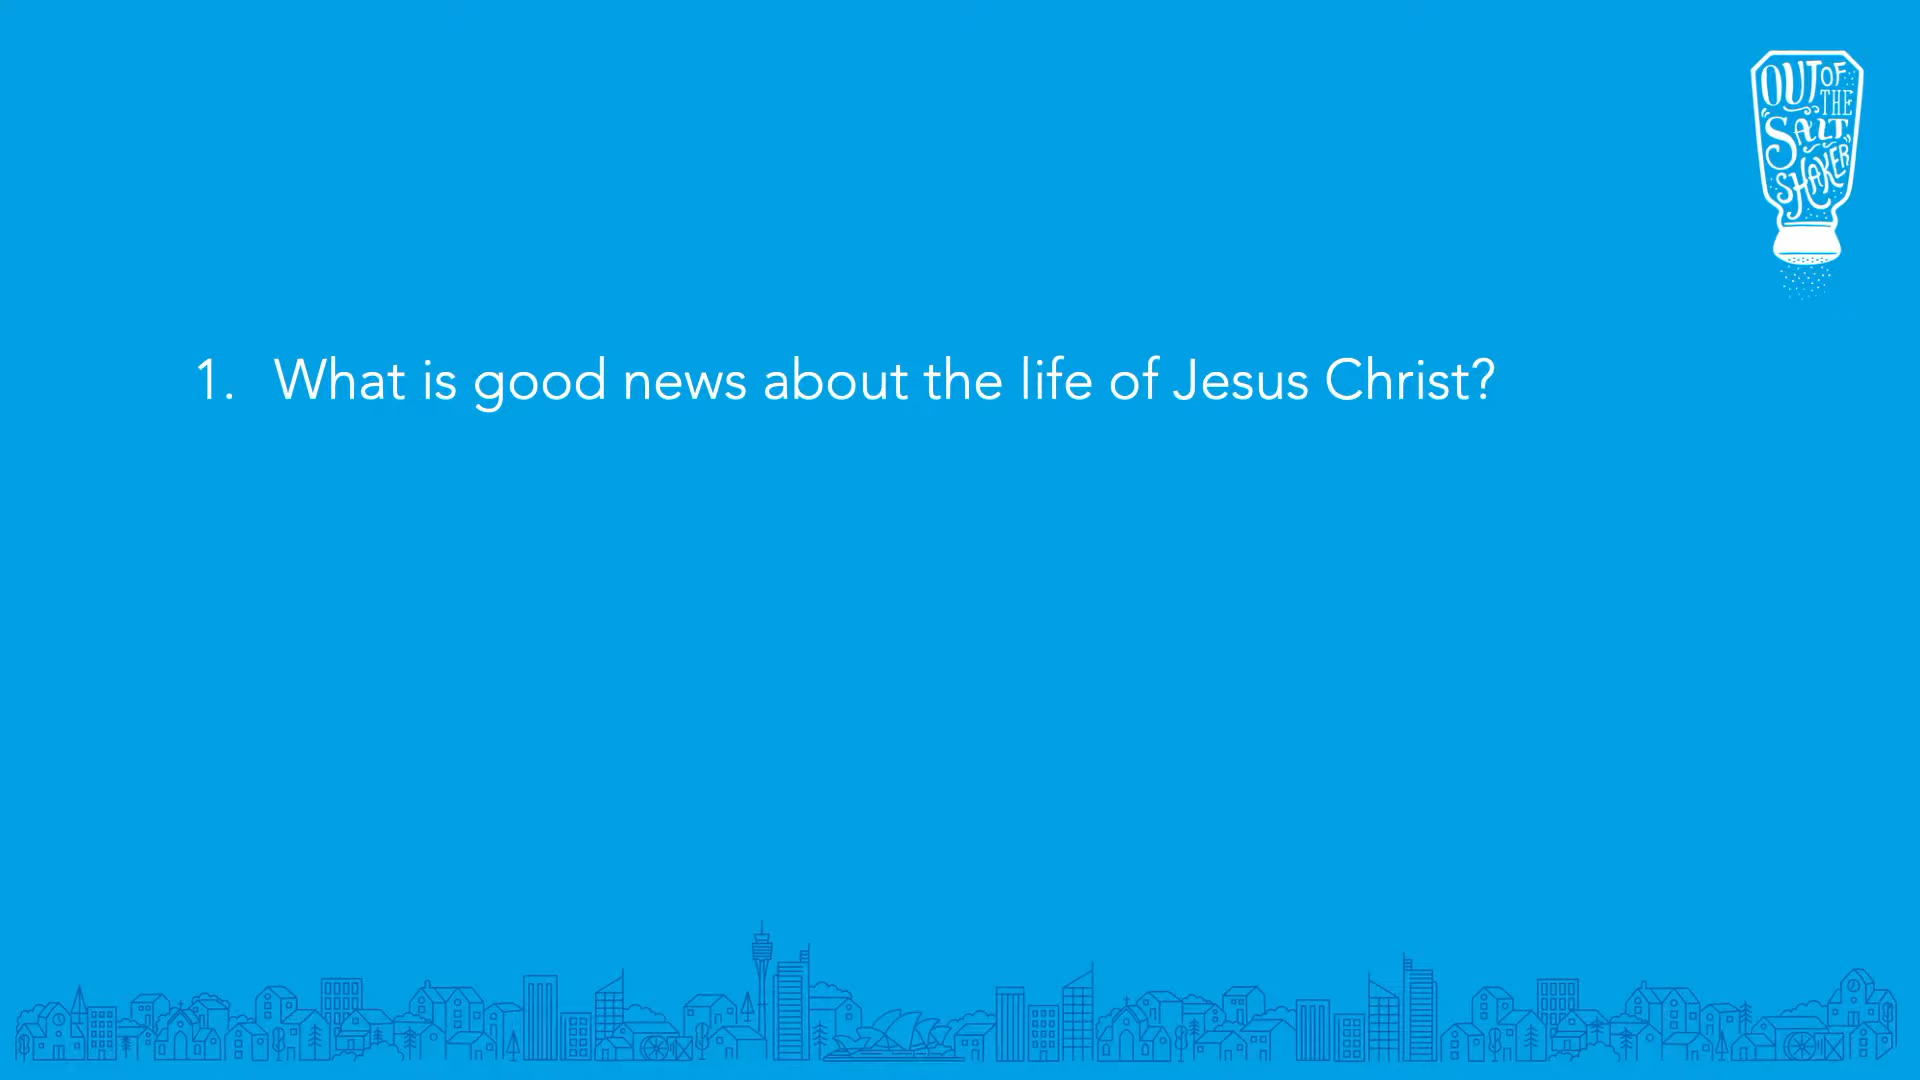 OUT OF
THE
SALT
SHAKER
1. What is good news about the life of Jesus Christ?